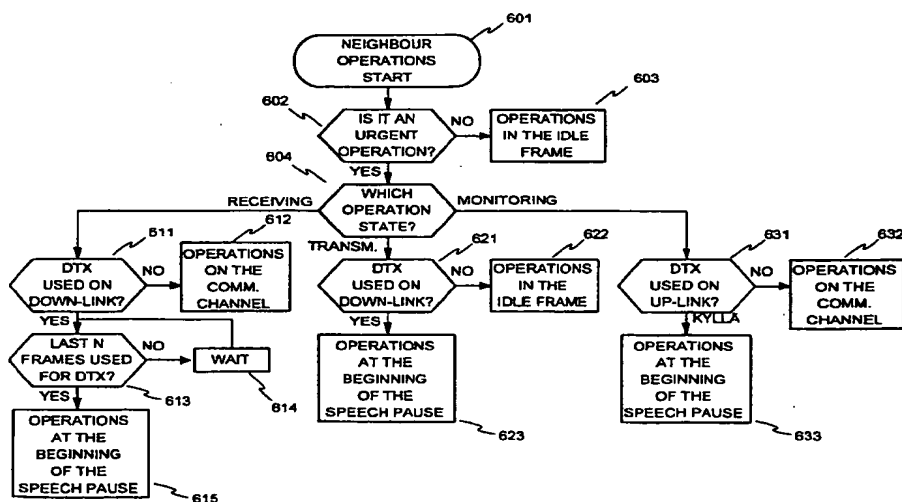 601
NEIGHBOUR
OPERATIONS
START
602
IS IT AN
URGENT
OPERATION?
NO
603
OPERATIONS
IN THE IDLE
FRAME
604
YES
WHICH
OPERATION
STATE?
RECEIVING
MONITORING
TRANSM.
611
DTX
USED ON
DOWN-LINK?
NO
612
OPERATIONS
ON THE
COMM.
CHANNEL
YES
LAST N
FRAMES USED
FOR DTX?
613
NO
WAIT
614
YES
OPERATIONS
AT THE
BEGINNING
OF THE
SPEECH PAUSE
615
621
DTX
USED ON
DOWN-LINK?
NO
622
OPERATIONS
IN THE
IDLE FRAME
YES
OPERATIONS
AT THE
BEGINNING
OF THE
SPEECH PAUSE
623
631
DTX
USED ON
UP-LINK?
NO
632
OPERATIONS
ON THE
COMM.
CHANNEL
KYLLA
OPERATIONS
AT THE
BEGINNING
OF THE
SPEECH PAUSE
633